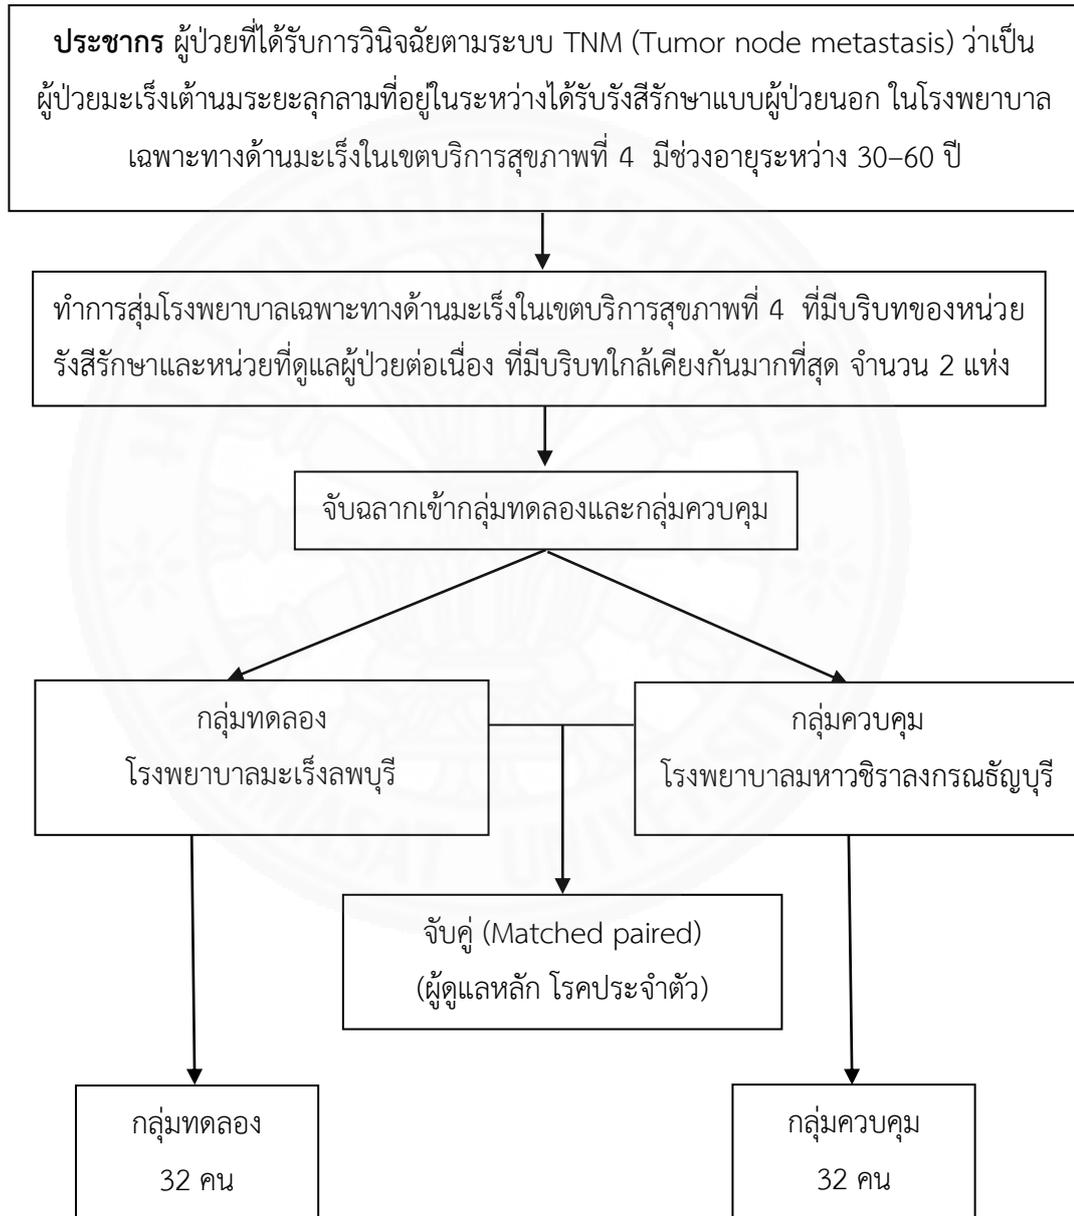 ประชากร ผู้ป่วยที่ได้รับการวินิจฉัยตามระบบ TNM (Tumor node metastasis) ว่าเป็น
ผู้ป่วยมะเร็งเต้านมระยะลุกลามที่อยู่ในระหว่างได้รับรังสีรักษาแบบผู้ป่วยนอก ในโรงพยาบาล
เฉพาะทางด้านมะเร็งในเขตบริการสุขภาพที่ 4 มีช่วงอายุระหว่าง 30–60 ปี
ทำการสุ่มโรงพยาบาลเฉพาะทางด้านมะเร็งในเขตบริการสุขภาพที่ 4 ที่มีบริบทของหน่วย
รังสีรักษาและหน่วยที่ดูแลผู้ป่วยต่อเนื่อง ที่มีบริบทใกล้เคียงกันมากที่สุด จำนวน 2 แห่ง
จับฉลากเข้ากลุ่มทดลองและกลุ่มควบคุม
กลุ่มทดลอง
โรงพยาบาลมะเร็งลพบุรี
กลุ่มควบคุม
โรงพยาบาลมหาวชิราลงกรณธัญบุรี
จับคู่ (Matched paired)
(ผู้ดูแลหลัก โรคประจำตัว)
กลุ่มทดลอง
32 คน
กลุ่มควบคุม
32 คน